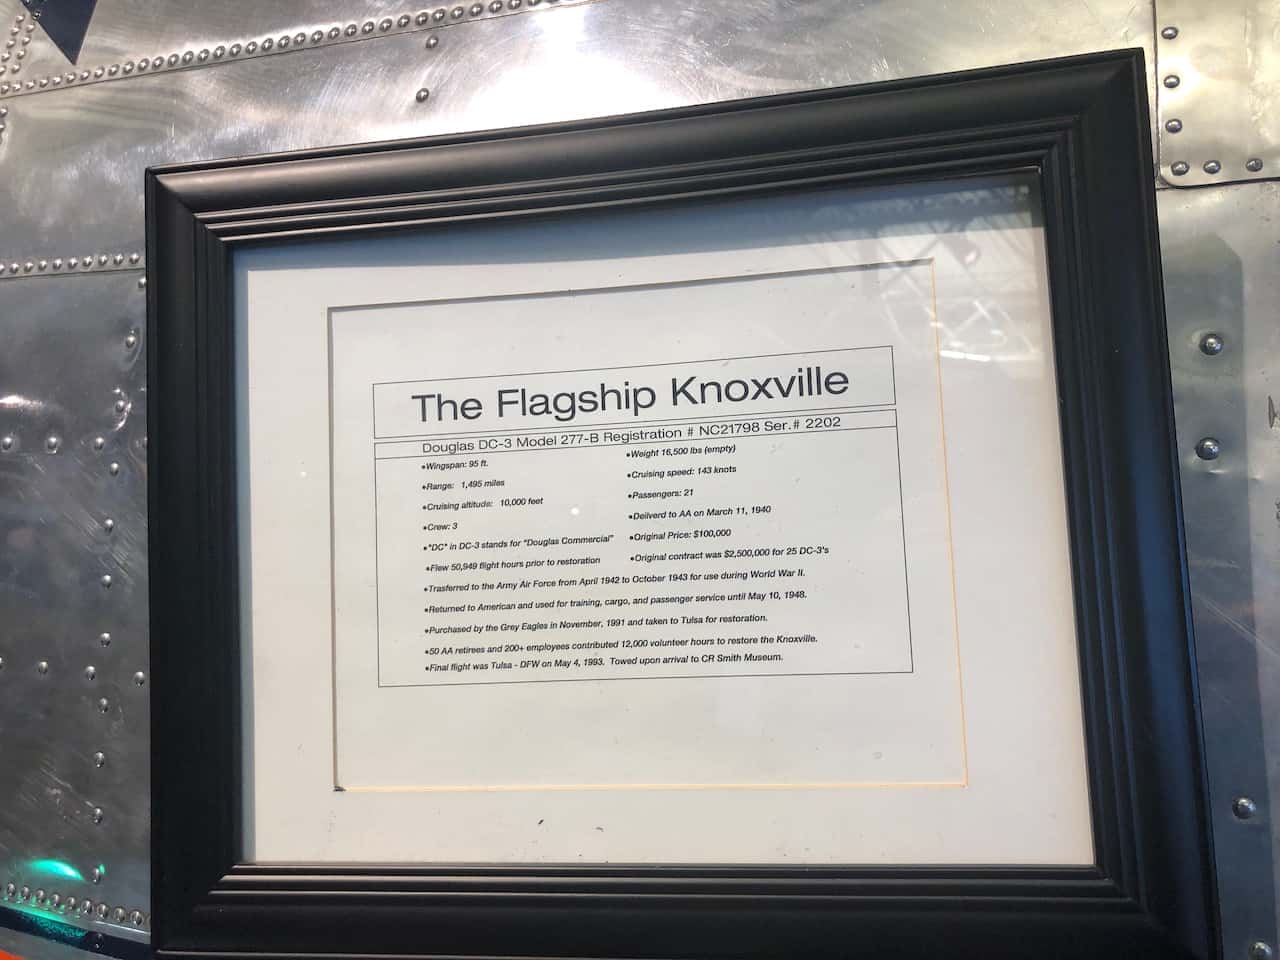 The Flagship Knoxville
Douglas DC-3 Model 277-B Registration # NC21798 Ser.# 2202
•Wingspan: 95 ft.
•Range: 1,495 miles
•Cruising altitude: 10,000 feet
•Crew: 3
•"DC" in DC-3 stands for "Douglas Commercial"
•Flew 50,949 flight hours prior to restoration
•Weight 16,500 lbs (empty)
•Cruising speed: 143 knots
•Passengers: 21
•Deliverd to AA on March 11, 1940
•Original Price: $100,000
•Original contract was $2,500,000 for 25 DC-3's
•Trasferred to the Army Air Force from April 1942 to October 1943 for use during World War II.
•Returned to American and used for training, cargo, and passenger service until May 10, 1948.
•Purchased by the Grey Eagles in November, 1991 and taken to Tulsa for restoration.
•50 AA retirees and 200+ employees contributed 12,000 volunteer hours to restore the Knoxville.
•Final flight was Tulsa - DFW on May 4, 1993. Towed upon arrival to CR Smith Museum.